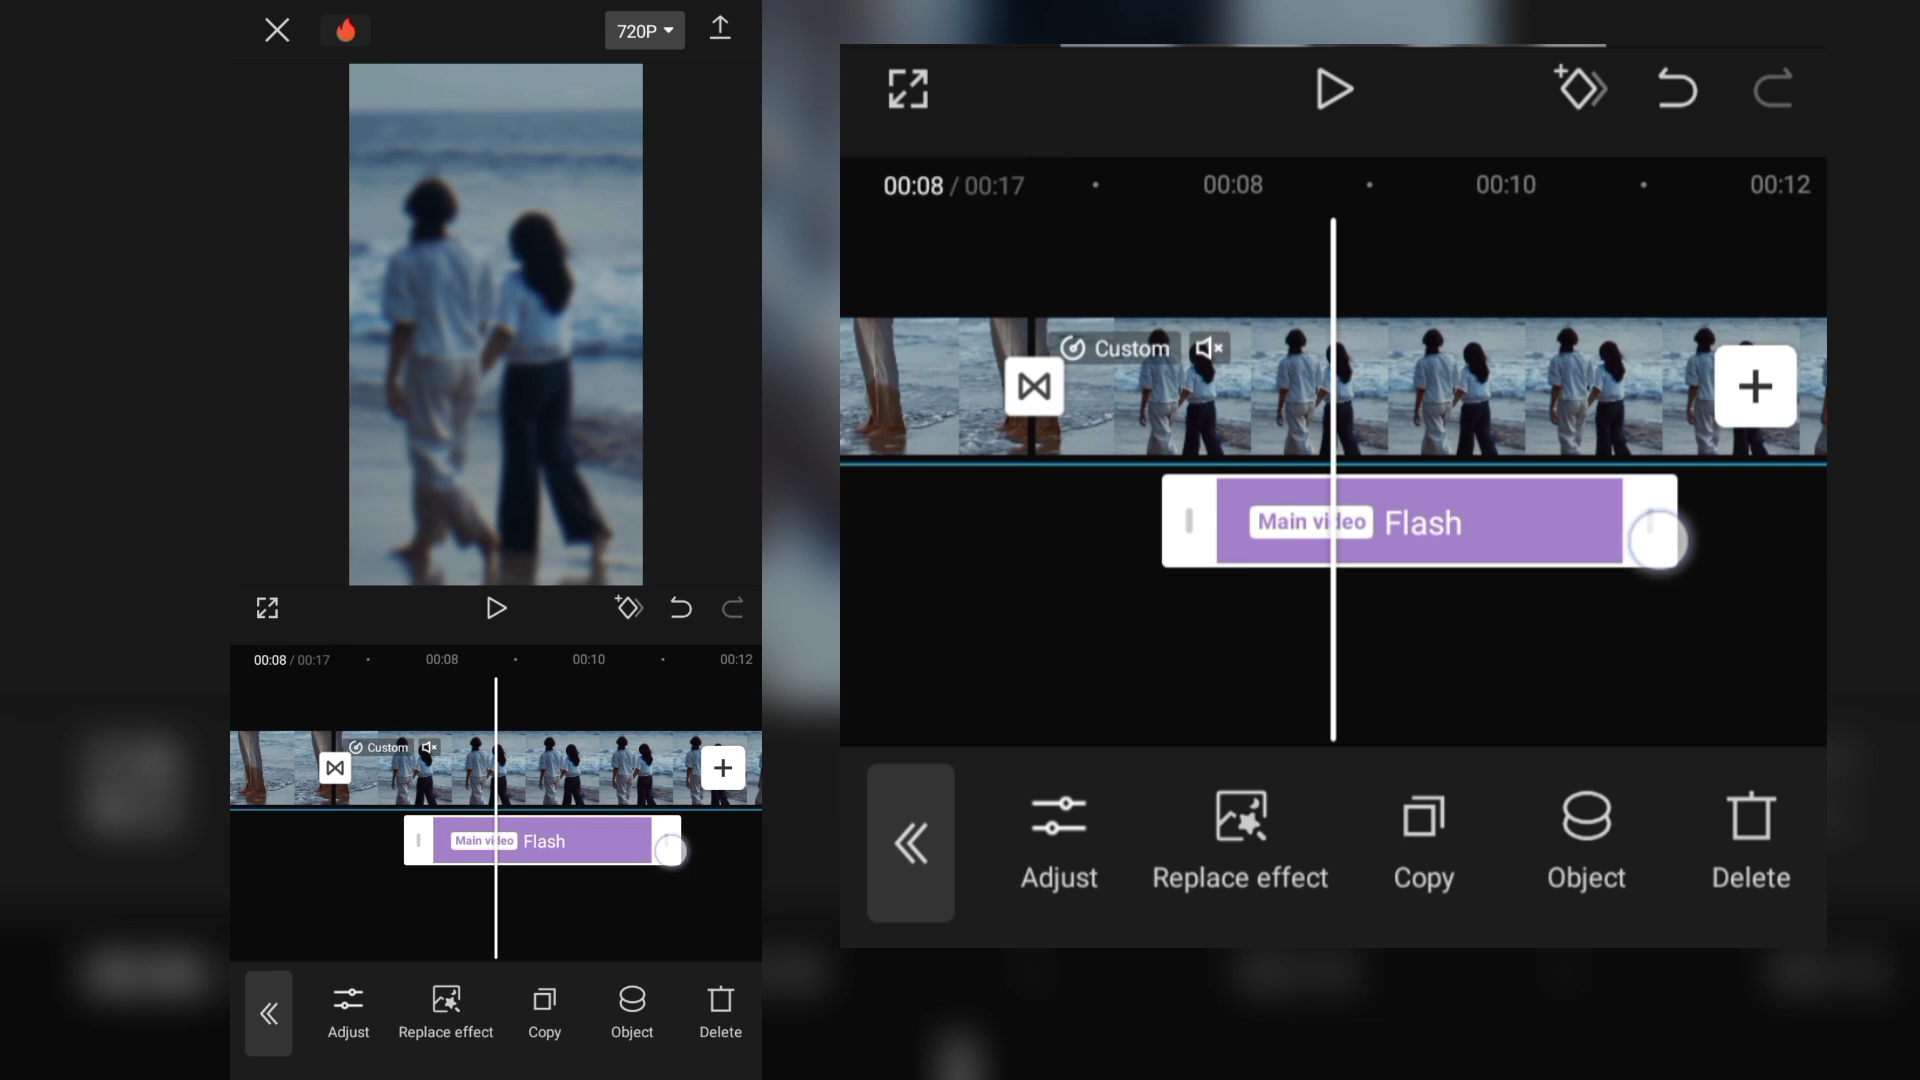 720P
00:08 / 00:17
00:08
00:10
00:12
Custom
Main video Flash
Adjust
Replace effect
Copy
Object
Delete
00:08 / 00:17
00:08
00:10
00:12
Custom
Main video Flash
Adjust
Replace effect
Copy
Object
Delete